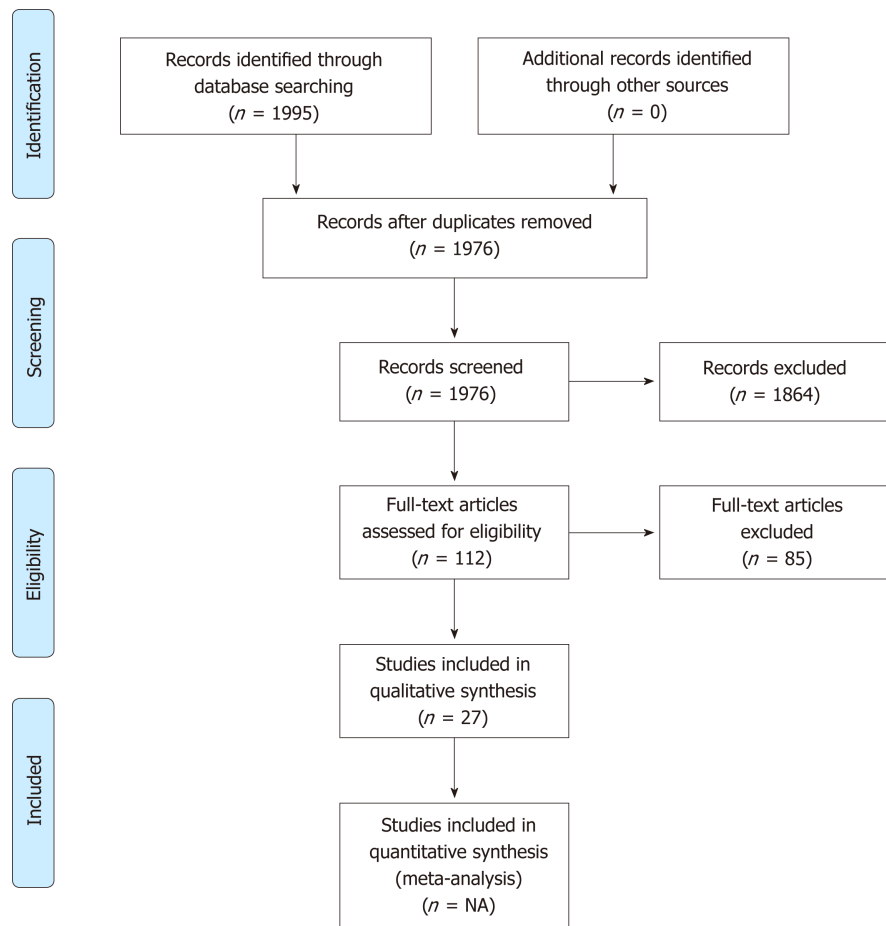 Identification
Records identified through
database searching
(n = 1995)
Additional records identified
through other sources
(n = 0)
Records after duplicates removed
(n = 1976)
Screening
Records screened
(n = 1976)
Records excluded
(n = 1864)
Eligibility
Full-text articles
assessed for eligibility
(n = 112)
Full-text articles
excluded
(n = 85)
Studies included in
qualitative synthesis
(n = 27)
Included
Studies included in
quantitative synthesis
(meta-analysis)
(n = NA)